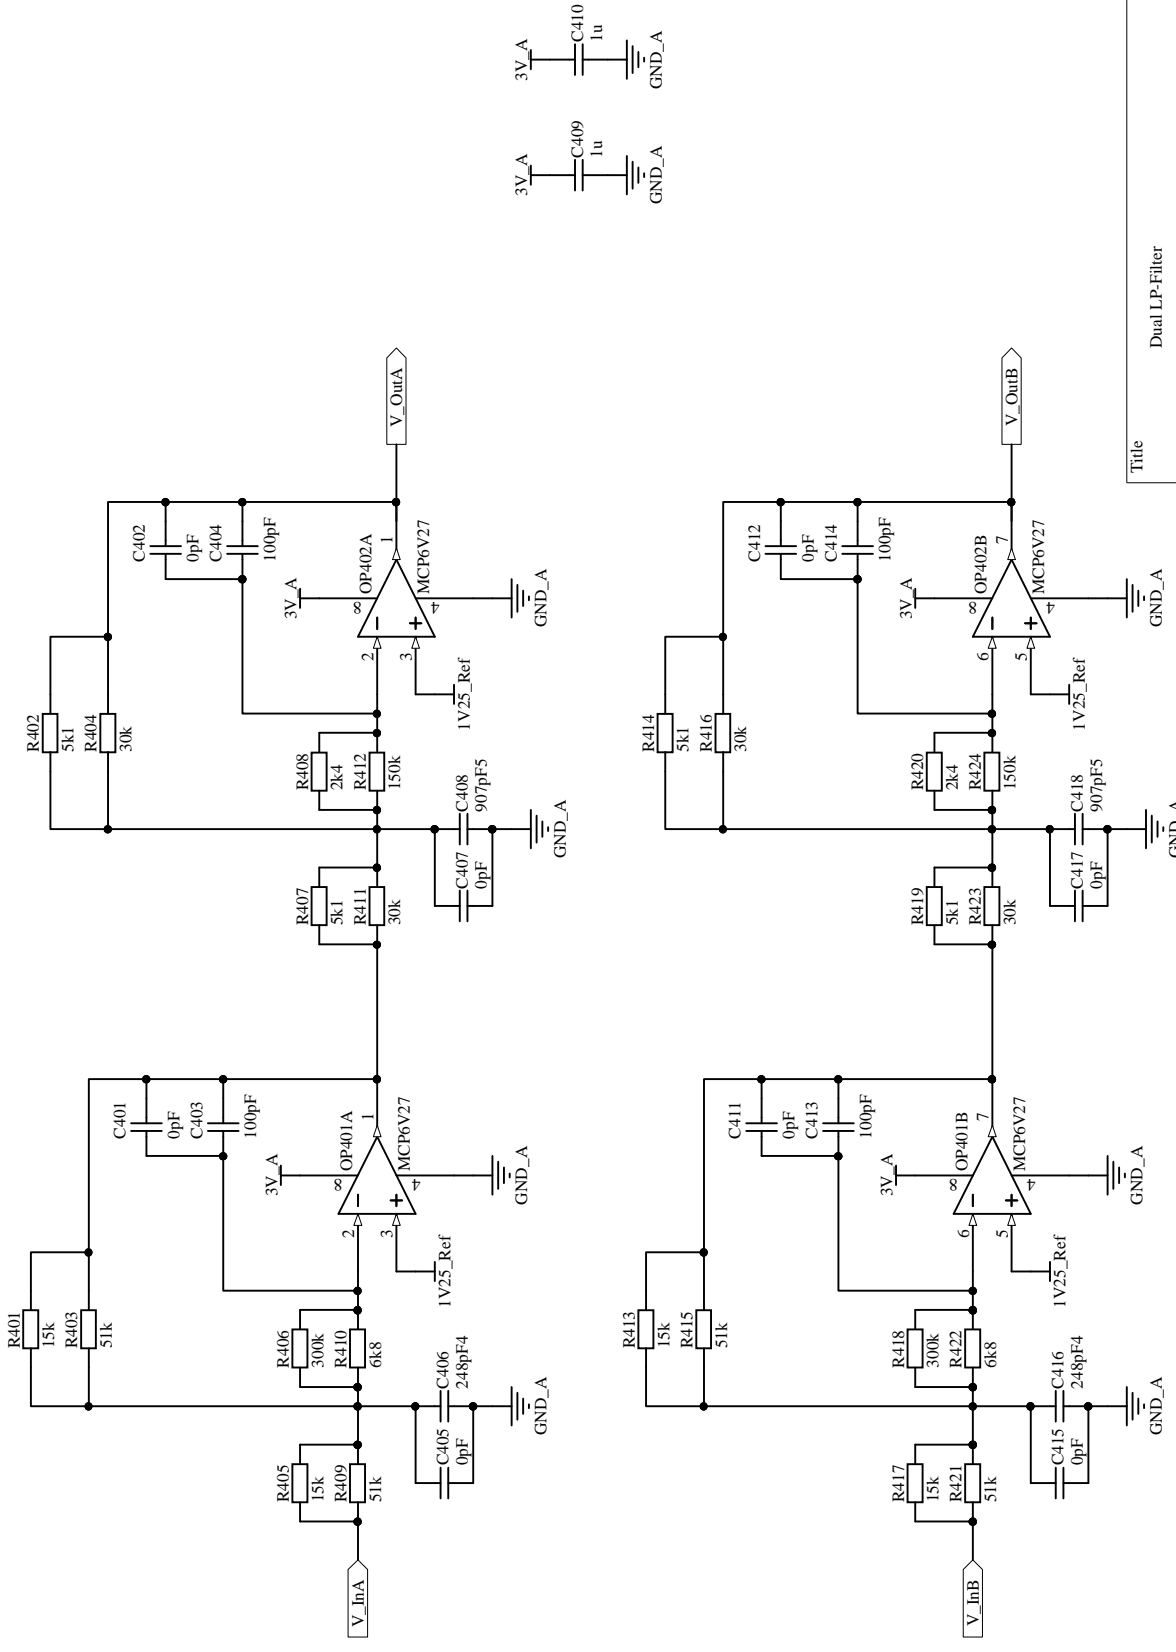 3V_A
C409
1u
GND_A
3V_A
C410
1u
GND_A
R401
15k
R403
51k
C401
0pF
C403
100pF
R405
15k
R409
51k
R406
300k
R410
6k8
C405
0pF
C406
248pF4
GND_A
V_InA
2
3
1
8
4
OP401A
MCP6V27
3V_A
GND_A
1V25_Ref
R402
5k1
R404
30k
C402
0pF
C404
100pF
R407
5k1
R411
30k
R408
2k4
R412
150k
C407
0pF
C408
907pF5
GND_A
2
3
1
8
4
OP402A
MCP6V27
3V_A
GND_A
1V25_Ref
V_OutA
R413
15k
R415
51k
C411
0pF
C413
100pF
R417
15k
R421
51k
R418
300k
R422
6k8
C415
0pF
C416
248pF4
GND_A
V_InB
6
5
7
8
4
OP401B
MCP6V27
3V_A
GND_A
1V25_Ref
R414
5k1
R416
30k
C412
0pF
C414
100pF
R419
5k1
R423
30k
R420
2k4
R424
150k
C417
0pF
C418
907pF5
GND_A
6
5
7
8
4
OP402B
MCP6V27
3V_A
GND_A
1V25_Ref
V_OutB
Title
Dual LP-Filter